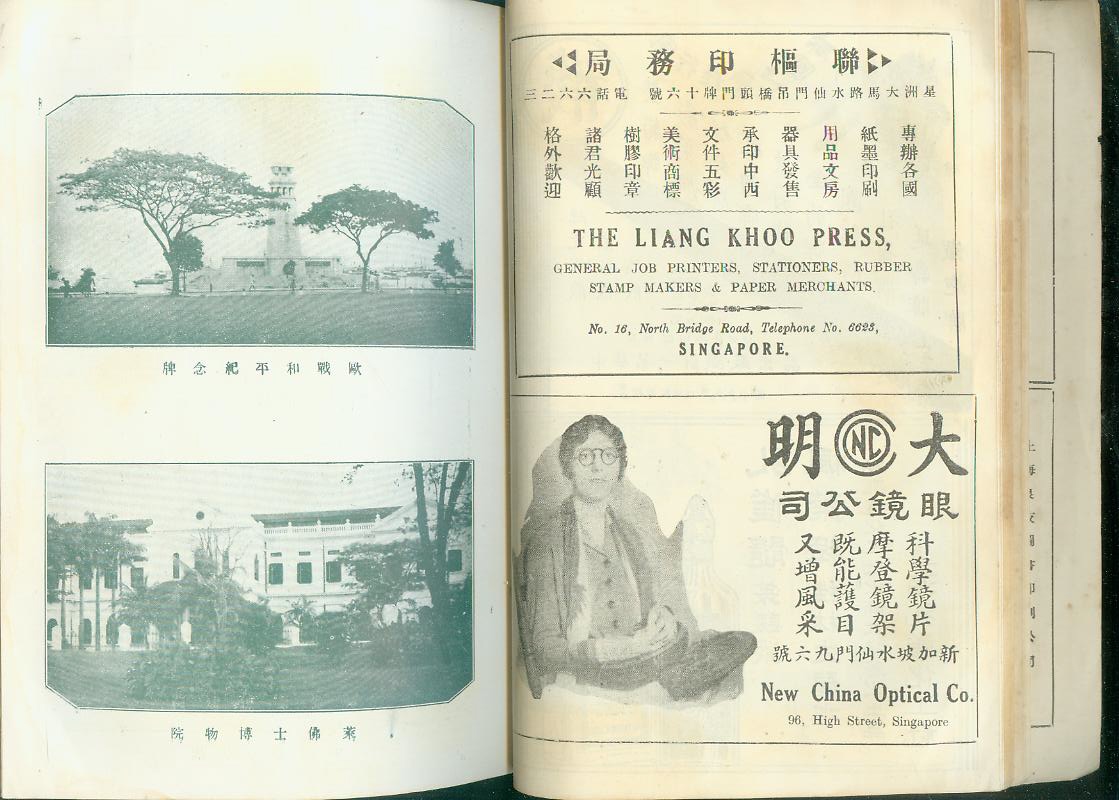 歐戰和平紀念牌
萊佛士博物院
聯樞印務局
星洲大馬路水仙門吊橋頭門牌十六號 電話六六二三
專辦各國
紙墨印刷
用品文房
器具發售
承印中西
文件五彩
美術商標
樹膠印章
諸君光顧
格外歡迎
THE LIANG KHOO PRESS,
GENERAL JOB PRINTERS, STATIONERS, RUBBER
STAMP MAKERS & PAPER MERCHANTS.
No. 16, North Bridge Road, Telephone No. 6623,
SINGAPORE.
大 NC 明
眼鏡公司
科學鏡片
摩登鏡架
既能護目
又增風采
新加坡水仙門九六號
New China Optical Co.
96, High Street, Singapore